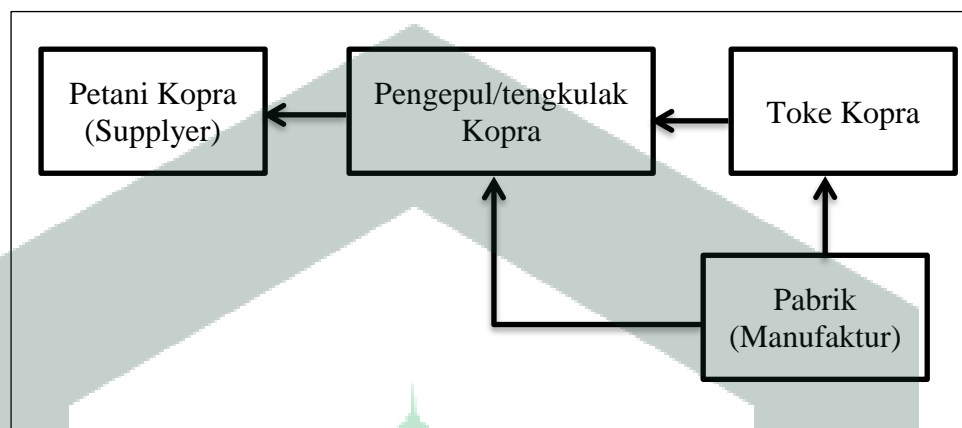 Petani Kopra
(Supplyer)
Pengepul/tengkulak
Kopra
Toke Kopra
Pabrik
(Manufaktur)